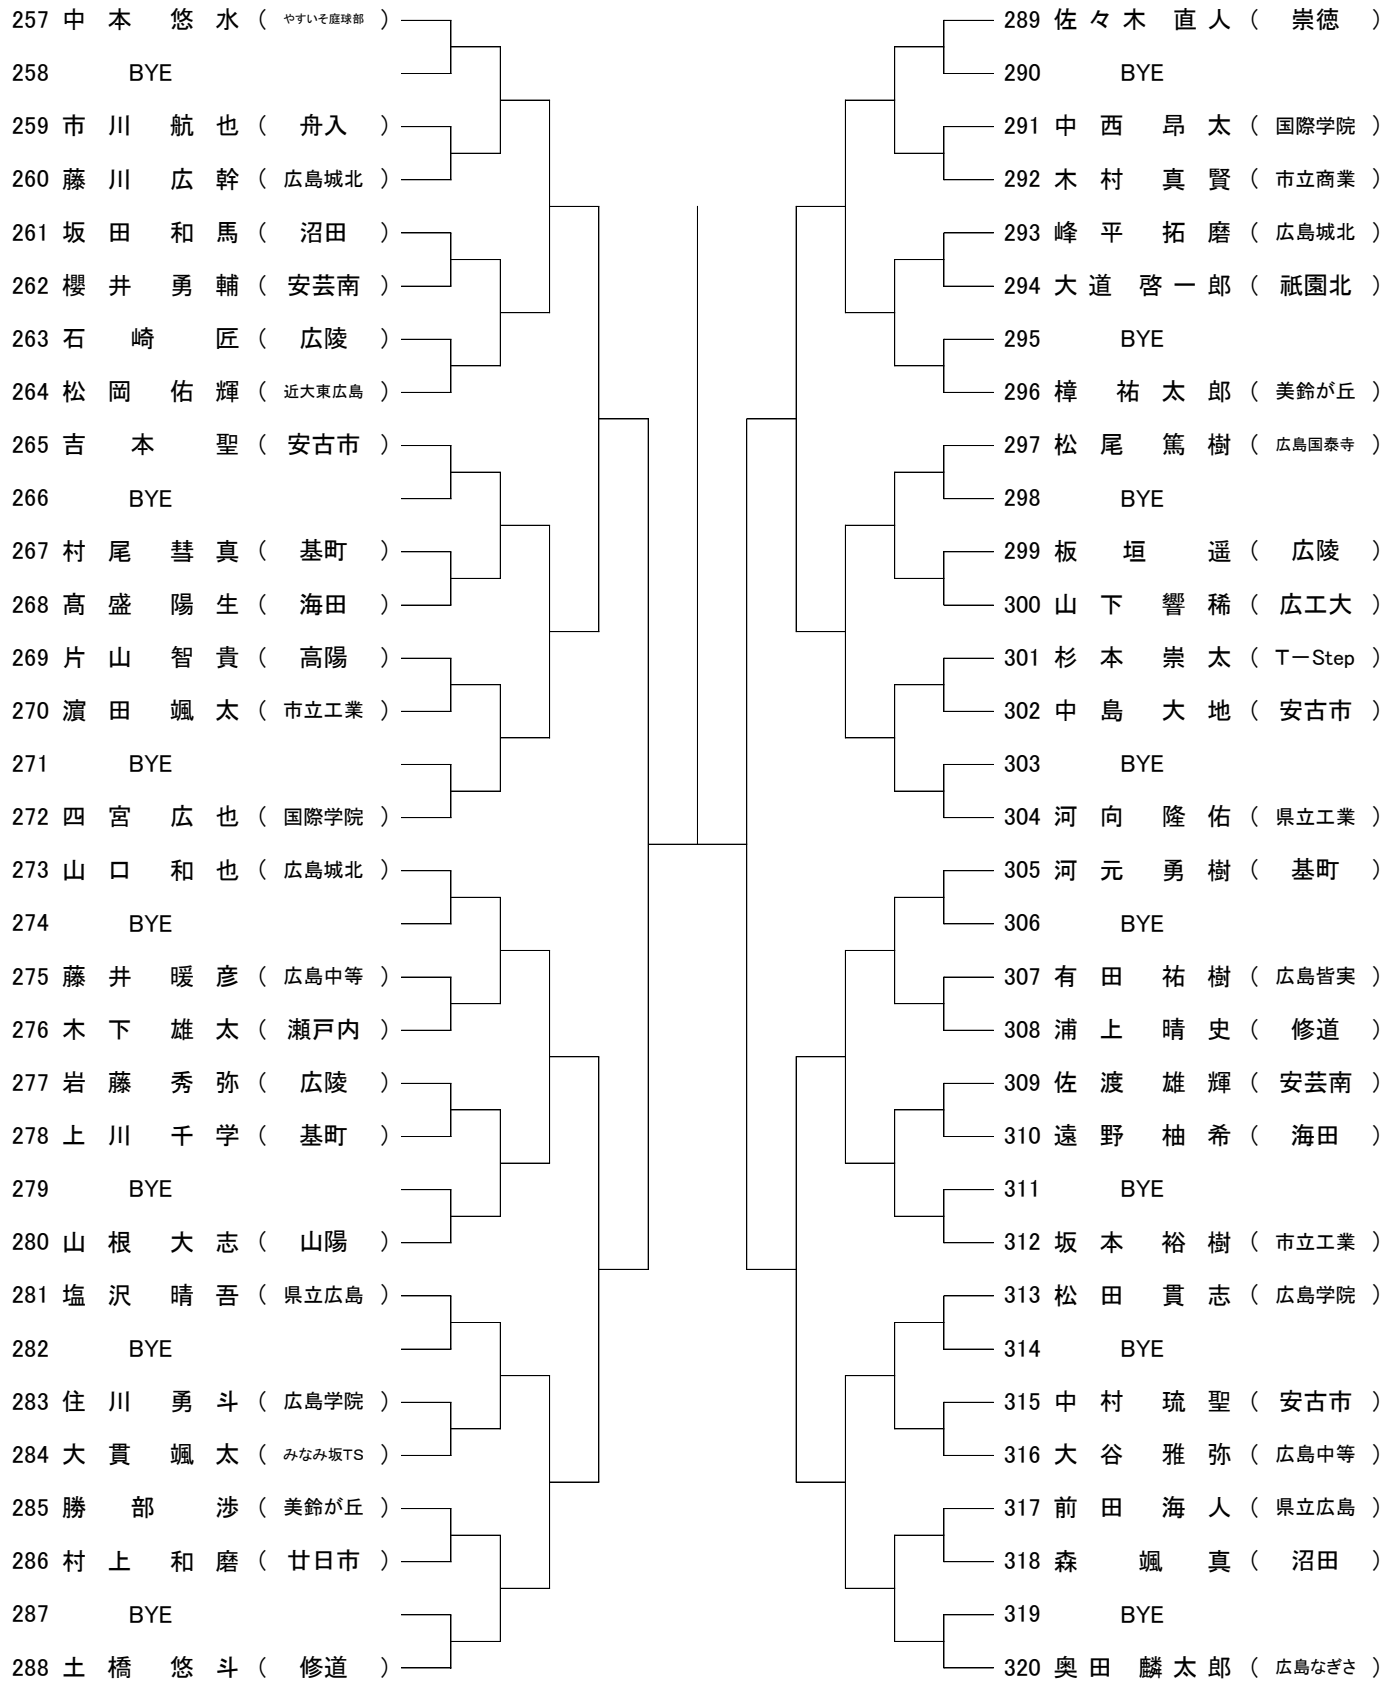 257 中本 悠水 ( やすいそ庭球部 )
258 BYE
259 市川 航也 ( 舟入 )
260 藤川 広幹 ( 広島城北 )
261 坂田 和馬 ( 沼田 )
262 櫻井 勇輔 ( 安芸南 )
263 石崎 匠 ( 広陵 )
264 松岡 佑輝 ( 近大東広島 )
265 吉本 聖 ( 安古市 )
266 BYE
267 村尾 彗真 ( 基町 )
268 髙盛 陽生 ( 海田 )
269 片山 智貴 ( 高陽 )
270 濵田 颯太 ( 市立工業 )
271 BYE
272 四宮 広也 ( 国際学院 )
273 山口 和也 ( 広島城北 )
274 BYE
275 藤井 暖彦 ( 広島中等 )
276 木下 雄太 ( 瀬戸内 )
277 岩藤 秀弥 ( 広陵 )
278 上川 千学 ( 基町 )
279 BYE
280 山根 大志 ( 山陽 )
281 塩沢 晴吾 ( 県立広島 )
282 BYE
283 住川 勇斗 ( 広島学院 )
284 大貫 颯太 ( みなみ坂TS )
285 勝部 渉 ( 美鈴が丘 )
286 村上 和磨 ( 廿日市 )
287 BYE
288 土橋 悠斗 ( 修道 )
289 佐々木 直人 ( 崇徳 )
290 BYE
291 中西 昂太 ( 国際学院 )
292 木村 真賢 ( 市立商業 )
293 峰平 拓磨 ( 広島城北 )
294 大道 啓一郎 ( 祇園北 )
295 BYE
296 樟 祐太郎 ( 美鈴が丘 )
297 松尾 篤樹 ( 広島国泰寺 )
298 BYE
299 板垣 遥 ( 広陵 )
300 山下 響稀 ( 広工大 )
301 杉本 崇太 ( T－Step )
302 中島 大地 ( 安古市 )
303 BYE
304 河向 隆佑 ( 県立工業 )
305 河元 勇樹 ( 基町 )
306 BYE
307 有田 祐樹 ( 広島皆実 )
308 浦上 晴史 ( 修道 )
309 佐渡 雄輝 ( 安芸南 )
310 遠野 柚希 ( 海田 )
311 BYE
312 坂本 裕樹 ( 市立工業 )
313 松田 貫志 ( 広島学院 )
314 BYE
315 中村 琉聖 ( 安古市 )
316 大谷 雅弥 ( 広島中等 )
317 前田 海人 ( 県立広島 )
318 森 颯真 ( 沼田 )
319 BYE
320 奥田 麟太郎 ( 広島なぎさ )